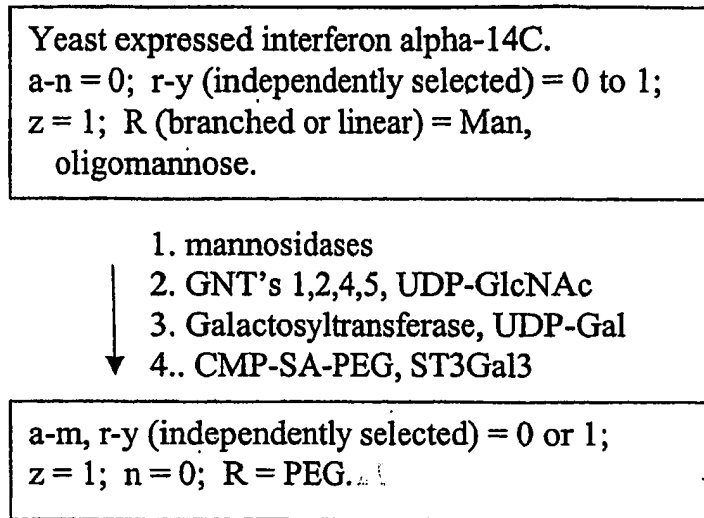 Yeast expressed interferon alpha-14C.
a-n = 0; r-y (independently selected) = 0 to 1;
z = 1; R (branched or linear) = Man,
oligomannose.
1. mannosidases
2. GNT's 1,2,4,5, UDP-GlcNAc
3. Galactosyltransferase, UDP-Gal
4.. CMP-SA-PEG, ST3Gal3
a-m, r-y (independently selected) = 0 or 1;
z = 1; n = 0; R = PEG.